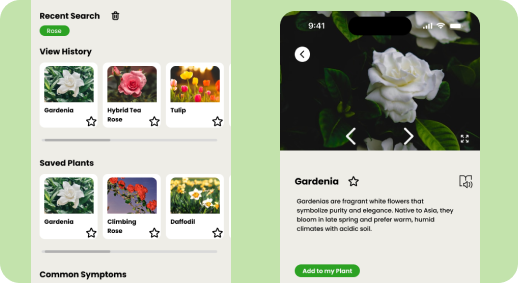 Recent Search
Rose
View History
Gardenia
Hybrid Tea
Rose
Tulip
Saved Plants
Gardenia
Climbing
Rose
Daffodil
Common Symptoms
9:41
Gardenia
Gardenias are fragrant white flowers that
symbolize purity and elegance. Native to Asia, they
bloom in late spring and prefer warm, humid
climates with acidic soil.
Add to my Plant